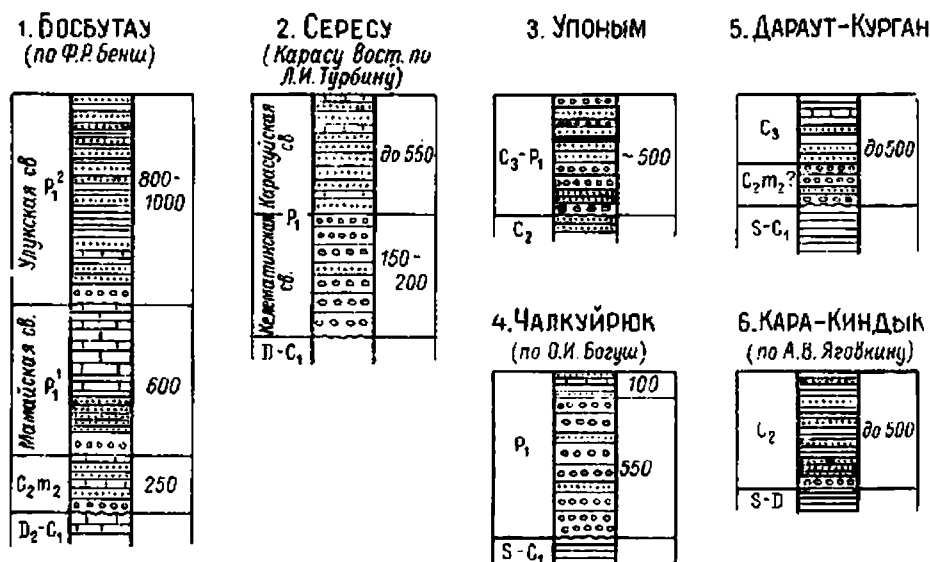 1. БОСБУТАУ
(по Ф.Р. Бенш)
Улукская св
P₁²
800-
1000
Матайская св.
P₁¹
600
C₂m₂
250
D₂-C₁
2. СЕРЕСУ
(Карасу Вост. по
Л.И. Турбину)
Карасуйская
св
до 550
P₁
Келематинская
св.
150-
200
D-C₁
3. УПОНЫМ
C₃-P₁
~500
C₂
4. ЧАЛКУЙРЮК
(по О.И. Богуш)
100
P₁
550
S-C₁
5. ДАРАУТ-КУРГАН
C₃
до 500
C₂m₂?
S-C₁
6. КАРА-КИНДЫК
(по А.В. Яговкину)
C₂
до 500
S-D